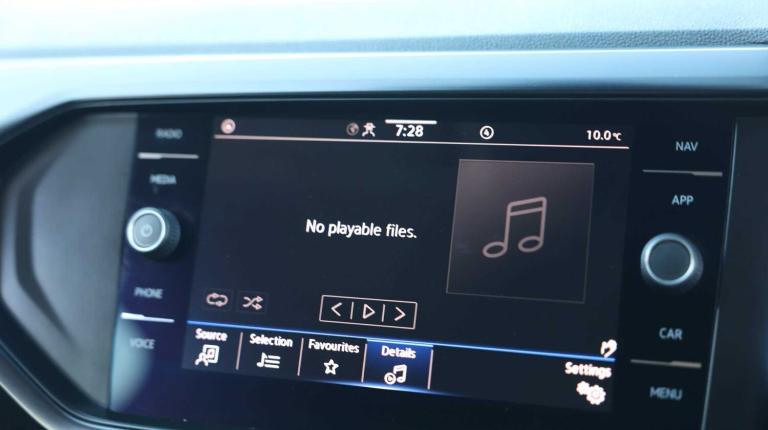 RADIO
MEDIA
PHONE
VOICE
7:28
4
10.0°C
No playable files.
Source
Selection
Favourites
Details
Settings
NAV
APP
CAR
MENU